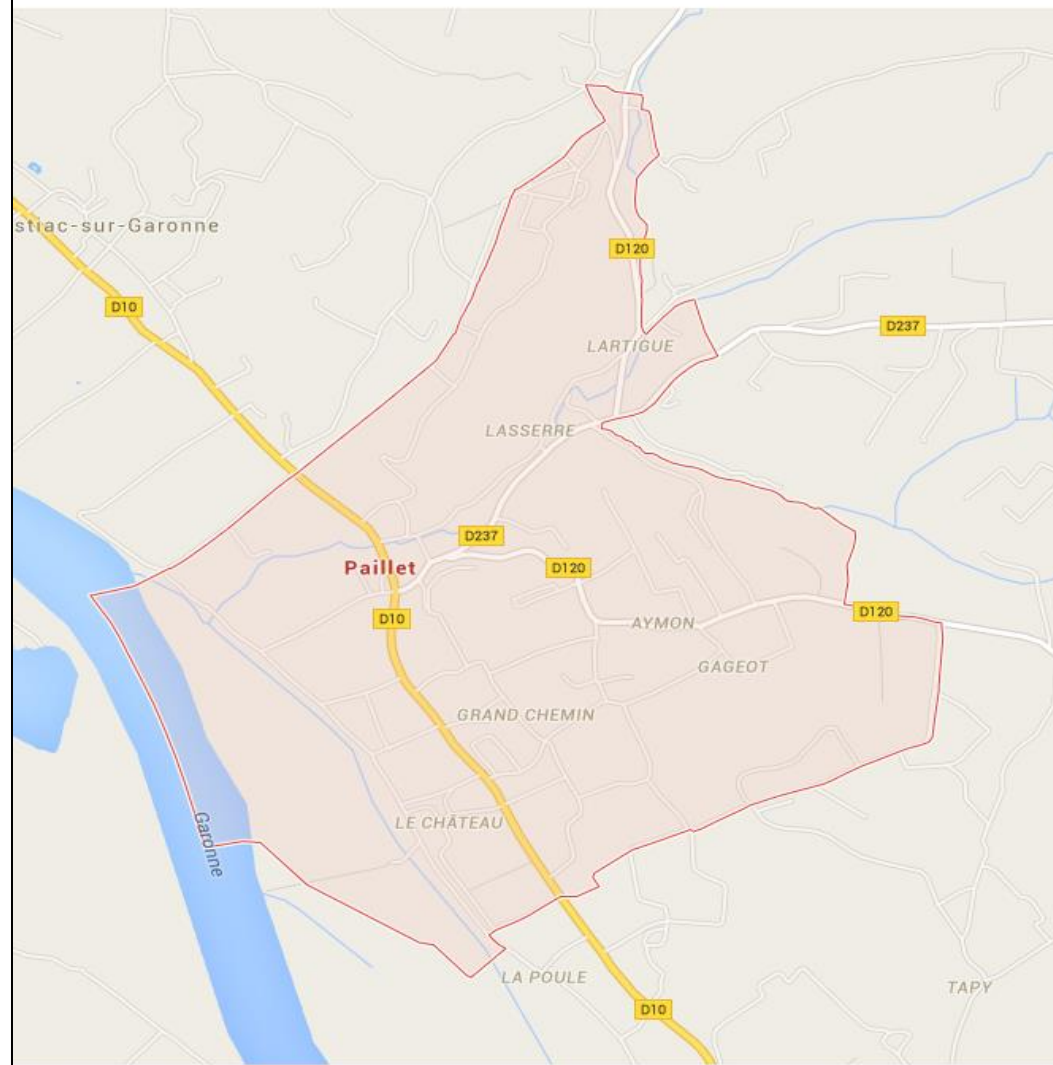 D120
stiac-sur-Garonne
D10
D237
LARTIGUE
LASSERRE
D237
Paillet
D120
D10
D120
AYMON
GAGEOT
GRAND CHEMIN
LE CHÂTEAU
Garonne
LA POULE
TAPY
D10